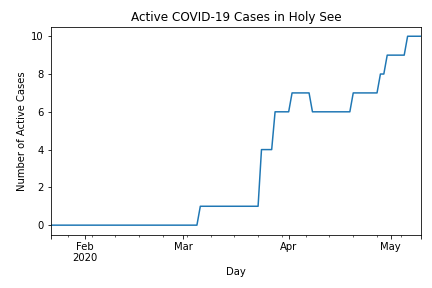 Active COVID-19 Cases in Holy See
Number of Active Cases
10
8
6
4
2
0
Feb
2020
Mar
Apr
May
Day